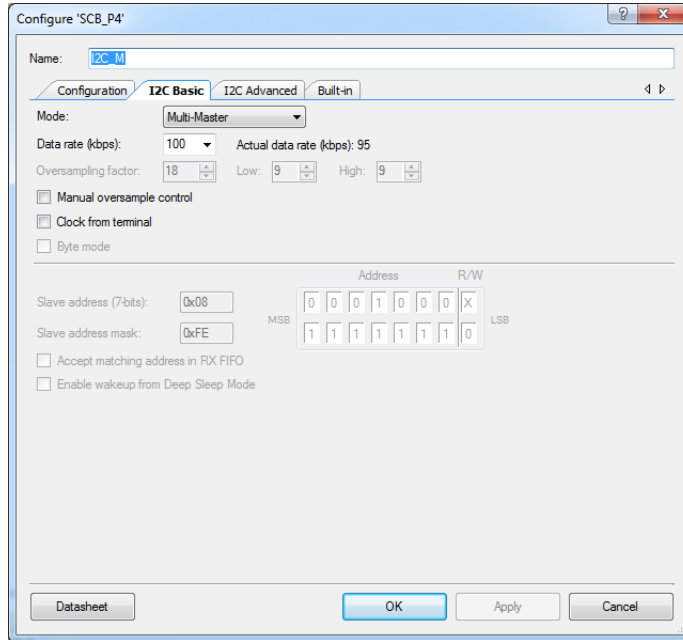 Configure 'SCB_P4'
Name: I2C_M
Configuration I2C Basic I2C Advanced Built-in
Mode: Multi-Master
Data rate (kbps): 100 Actual data rate (kbps): 95
Oversampling factor: 18 Low: 9 High: 9
Manual oversample control
Clock from terminal
Byte mode
Address R/W
Slave address (7-bits): 0x08 0 0 0 1 0 0 0 X
MSB LSB
Slave address mask: 0xFE 1 1 1 1 1 1 1 0
Accept matching address in RX FIFO
Enable wakeup from Deep Sleep Mode
Datasheet OK Apply Cancel